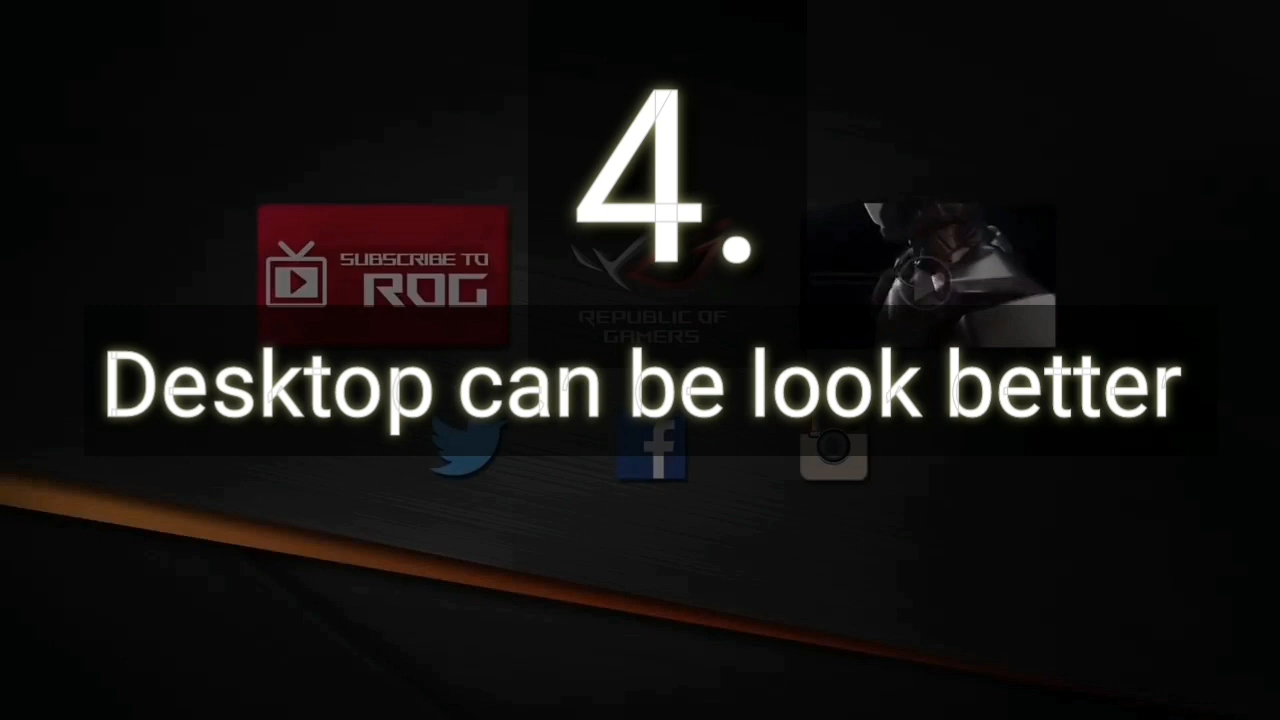 4.
SUBSCRIBE TO
ROG
REPUBLIC OF
GAMERS
Desktop can be look better